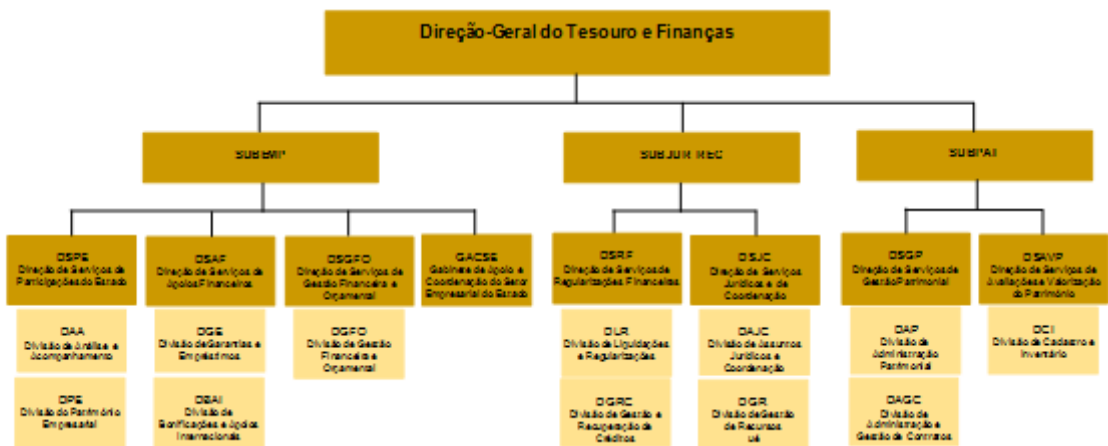 Direção-Geral do Tesouro e Finanças
SUBEMP
SUBJUR REC
SUBPAT
DSPE
Direção de Serviços de
Participações do Estado
DSAF
Direção de Serviços de
Apoios Financeiros
DSGFO
Direção de Serviços de
Gestão Financeira e
Orçamental
GACSE
Gabinete de Apoio e
Coordenação do Setor
Empresarial do Estado
DSRF
Direção de Serviços de
Regularizações Financeiras
DSJC
Direção de Serviços
Jurídicos e de
Coordenação
DSGP
Direção de Serviços de
Gestão Patrimonial
DSAVP
Direção de Serviços de
Avaliações e Valorização
do Património
DAA
Divisão de Análise e
Acompanhamento
DGE
Divisão de Garantias e
Empréstimos
DGFO
Divisão de Gestão
Financeira e
Orçamental
DLR
Divisão de Liquidações
e Regularizações
DAJC
Divisão de Assuntos
Jurídicos e
Coordenação
DAP
Divisão de
Administração
Patrimonial
DCI
Divisão de Cadastro e
Inventário
DPE
Divisão do Património
Empresarial
DBAI
Divisão de
Bonificações e Apoios
Internacionais
DGRC
Divisão de Gestão e
Recuperação de
Créditos
DGR
Divisão de Gestão
de Recursos
DAGC
Divisão de
Administração e
Gestão de Contratos